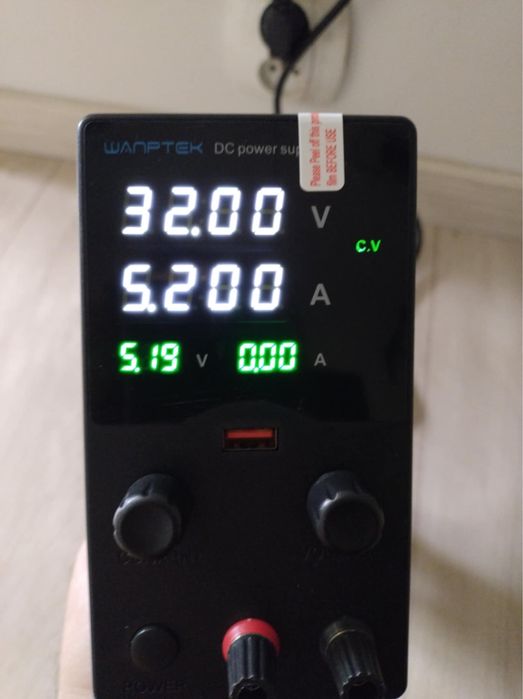 WANPTEK DC power sup
Please Peel off this pro
film BEFORE USE
32.00 V
C.V
5.200 A
5.19 V 0.00 A
POWER